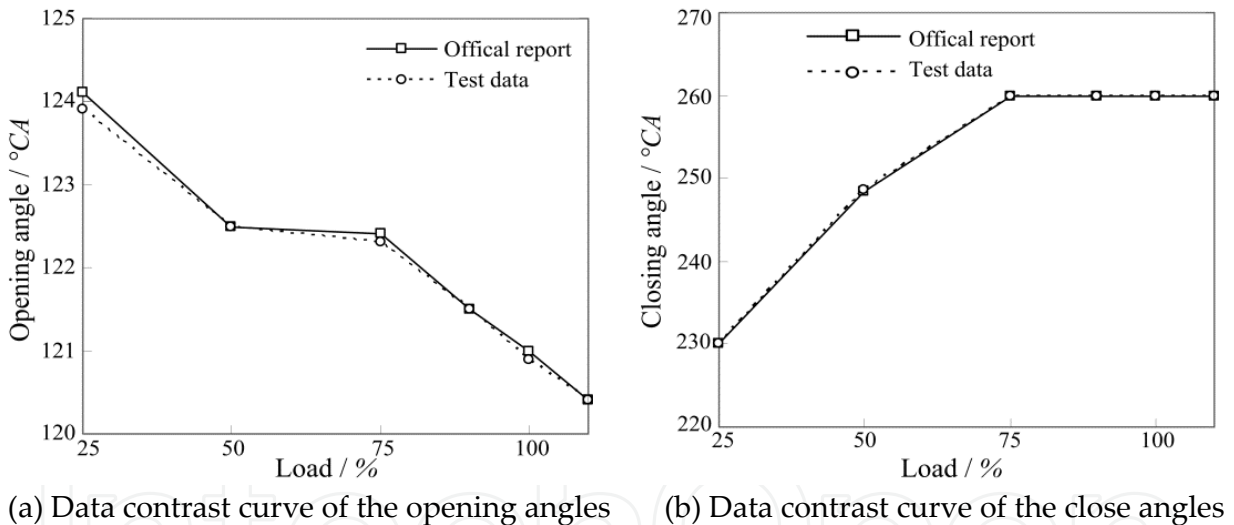 125
124
123
122
121
120
Opening angle / °CA
Offical report
Test data
25
50
75
100
Load / %
(a) Data contrast curve of the opening angles
270
260
250
240
230
220
Closing angle / °CA
Offical report
Test data
25
50
75
100
Load / %
(b) Data contrast curve of the close angles